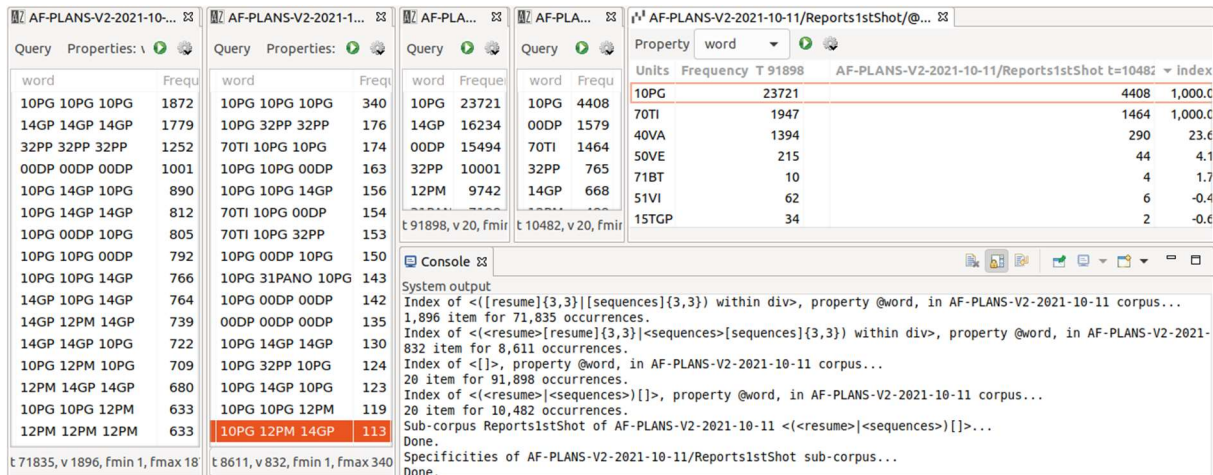 AF-PLANS-V2-2021-10-...
Query Properties:
word Frequ
10PG 10PG 10PG 1872
14GP 14GP 14GP 1779
32PP 32PP 32PP 1252
00DP 00DP 00DP 1001
10PG 14GP 10PG 890
10PG 14GP 14GP 812
10PG 00DP 10PG 805
10PG 10PG 00DP 792
10PG 10PG 14GP 766
14GP 10PG 14GP 764
14GP 12PM 14GP 739
14GP 14GP 10PG 722
10PG 12PM 10PG 709
12PM 14GP 14GP 680
10PG 10PG 12PM 633
12PM 12PM 12PM 633
t 71835, v 1896, fmin 1, fmax 18
AF-PLANS-V2-2021-1...
Query Properties:
word Frequ
10PG 10PG 10PG 340
10PG 32PP 32PP 176
70TI 10PG 10PG 174
10PG 10PG 00DP 163
10PG 10PG 14GP 156
70TI 10PG 00DP 154
70TI 10PG 32PP 153
10PG 00DP 10PG 150
10PG 31PANO 10PG 143
10PG 00DP 00DP 142
00DP 00DP 00DP 135
10PG 14GP 14GP 130
10PG 32PP 10PG 124
10PG 14GP 10PG 123
10PG 10PG 12PM 119
10PG 12PM 14GP 113
t 8611, v 832, fmin 1, fmax 340
AF-PLA...
Query
word Freque
10PG 23721
14GP 16234
00DP 15494
32PP 10001
12PM 9742
t 91898, v 20, fmin
AF-PLA...
Query
word Frequ
10PG 4408
00DP 1579
70TI 1464
32PP 765
14GP 668
t 10482, v 20, fmin
AF-PLANS-V2-2021-10-11/Reports1stShot/@...
Property word
Units Frequency T 91898 AF-PLANS-V2-2021-10-11/Reports1stShot t=10482 index
10PG 23721 4408 1,000.0
70TI 1947 1464 1,000.0
40VA 1394 290 23.6
50VE 215 44 4.1
71BT 10 4 1.7
51VI 62 6 -0.4
15TGP 34 2 -0.6
Console
System output
Index of <([resume]{3,3}|[sequences]{3,3}) within div>, property @word, in AF-PLANS-V2-2021-10-11 corpus...
1,896 item for 71,835 occurrences.
Index of <(<resume>[resume]{3,3}|<sequences>[sequences]{3,3}) within div>, property @word, in AF-PLANS-V2-2021-
832 item for 8,611 occurrences.
Index of <[]>, property @word, in AF-PLANS-V2-2021-10-11 corpus...
20 item for 91,898 occurrences.
Index of <(<resume>|<sequences>)[]>, property @word, in AF-PLANS-V2-2021-10-11 corpus...
20 item for 10,482 occurrences.
Sub-corpus Reports1stShot of AF-PLANS-V2-2021-10-11 <(<resume>|<sequences>)[]>...
Done.
Specificities of AF-PLANS-V2-2021-10-11/Reports1stShot sub-corpus...
Done.